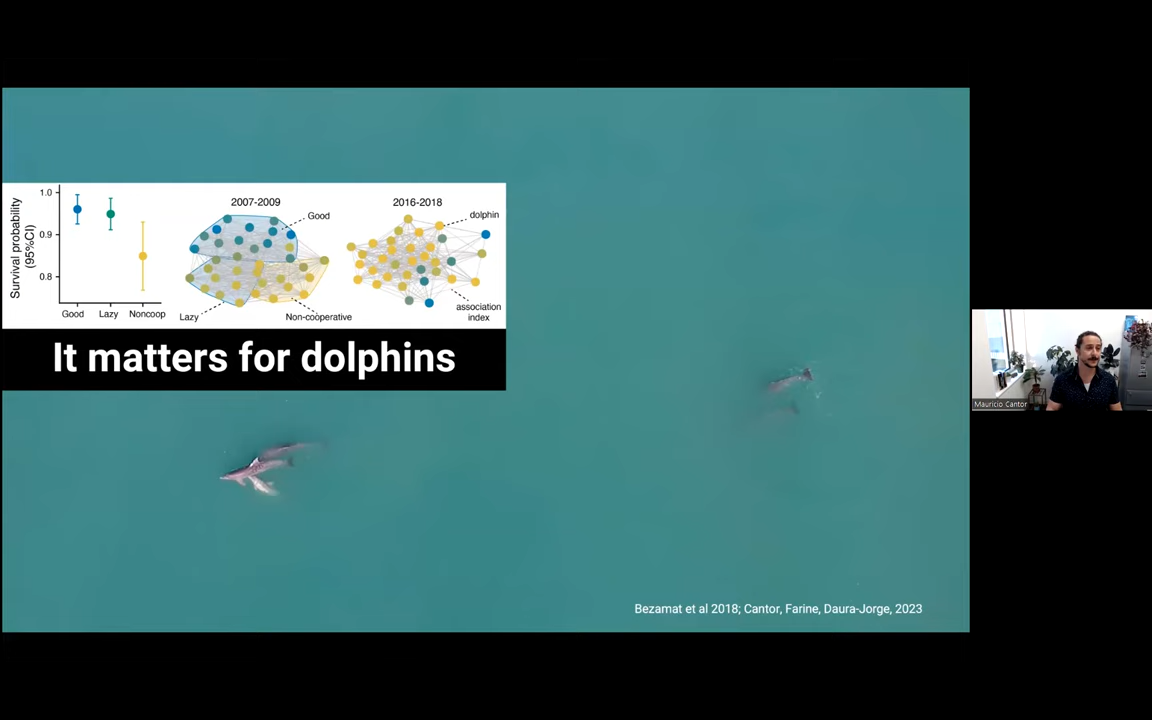 Survival probability
(95%CI)
1.0
0.9
0.8
Good
Lazy
Noncoop
2007-2009
Good
Lazy
Non-cooperative
2016-2018
dolphin
association
index
It matters for dolphins
Mauricio Cantor
Bezamat et al 2018; Cantor, Farine, Daura-Jorge, 2023